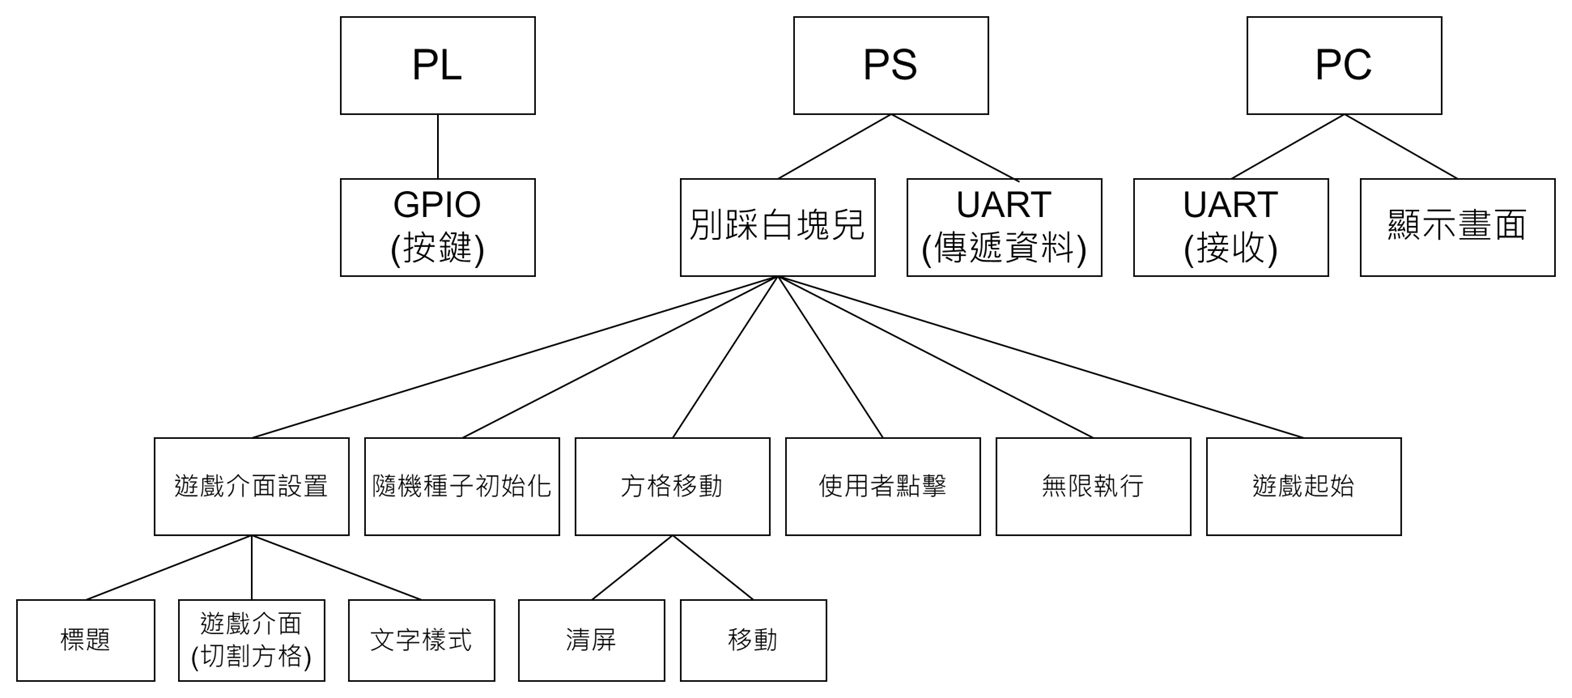 PL
PS
PC
GPIO
(按鍵)
別踩白塊兒
UART
(傳遞資料)
UART
(接收)
顯示畫面
遊戲介面設置
隨機種子初始化
方格移動
使用者點擊
無限執行
遊戲起始
標題
遊戲介面
(切割方格)
文字樣式
清屏
移動